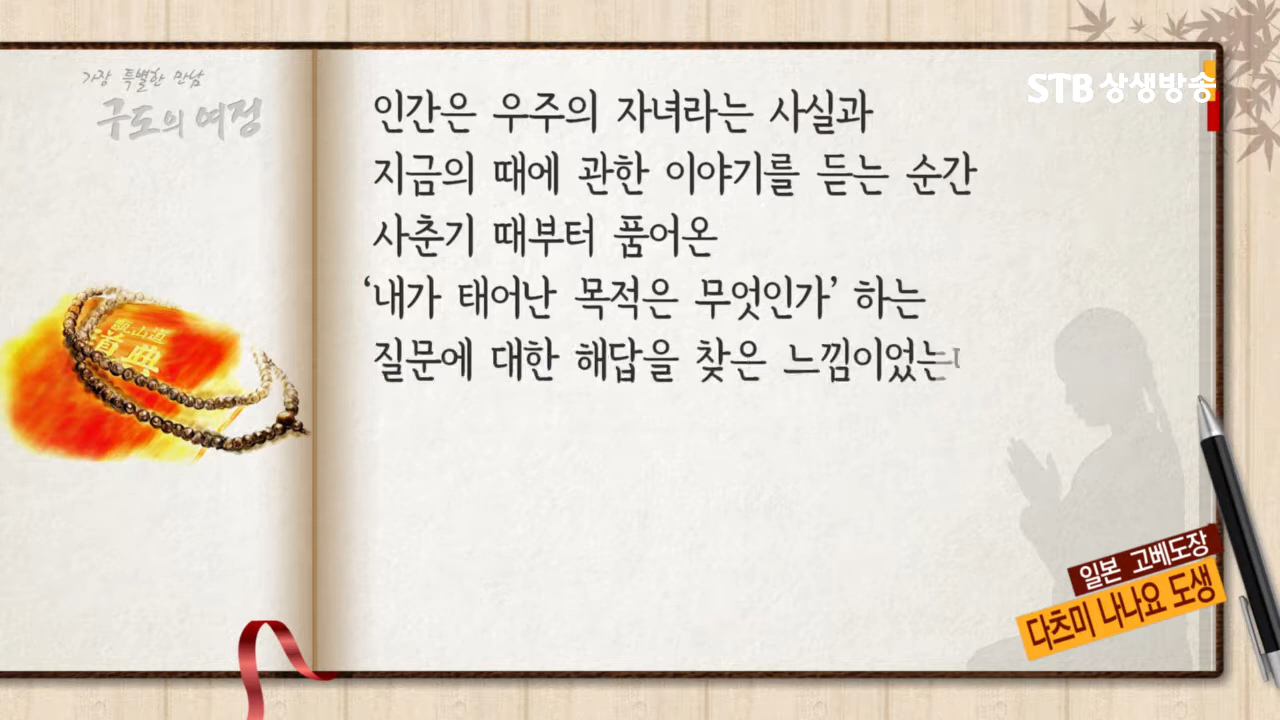 가장 특별한 만남
구도의 여정
STB 상생방송
인간은 우주의 자녀라는 사실과
지금의 때에 관한 이야기를 듣는 순간
사춘기 때부터 품어온
‘내가 태어난 목적은 무엇인가’ 하는
질문에 대한 해답을 찾은 느낌이었는
道典
일본 고베도장
다츠미 나나요 도생